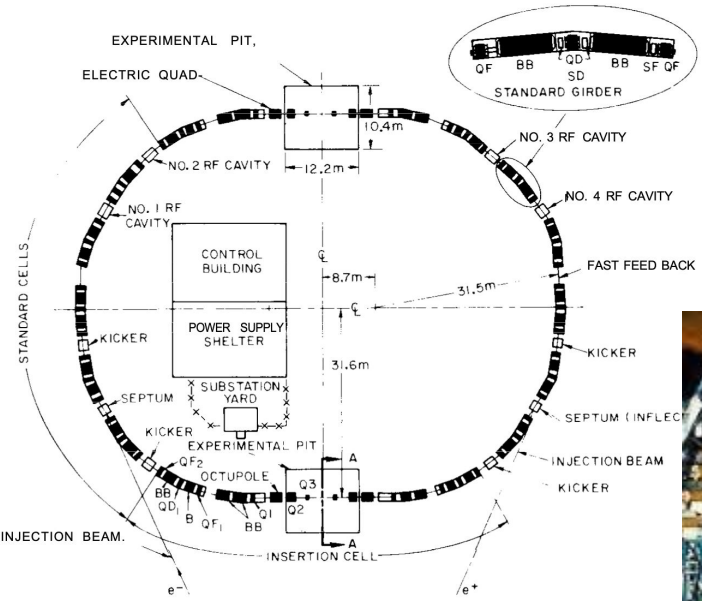 EXPERIMENTAL PIT,
ELECTRIC QUAD-
QF
BB
QD
SD
BB
SF
QF
STANDARD GIRDER
10.4m
12.2m
NO. 3 RF CAVITY
NO. 2 RF CAVITY
NO. 4 RF CAVITY
NO. 1 RF
CAVITY
STANDARD CELLS
CONTROL
BUILDING
℄
8.7m
31.5m
℄
FAST FEED BACK
POWER SUPPLY
SHELTER
31.6m
KICKER
KICKER
SUBSTATION
YARD
SEPTUM
SEPTUM (INFLEC
KICKER
EXPERIMENTAL PIT
A
INJECTION BEAM
KICKER
QF2
BB
QD1
B
QF1
OCTUPOLE
BB
Q1
Q2
Q3
A
INJECTION BEAM.
INSERTION CELL
e-
e+